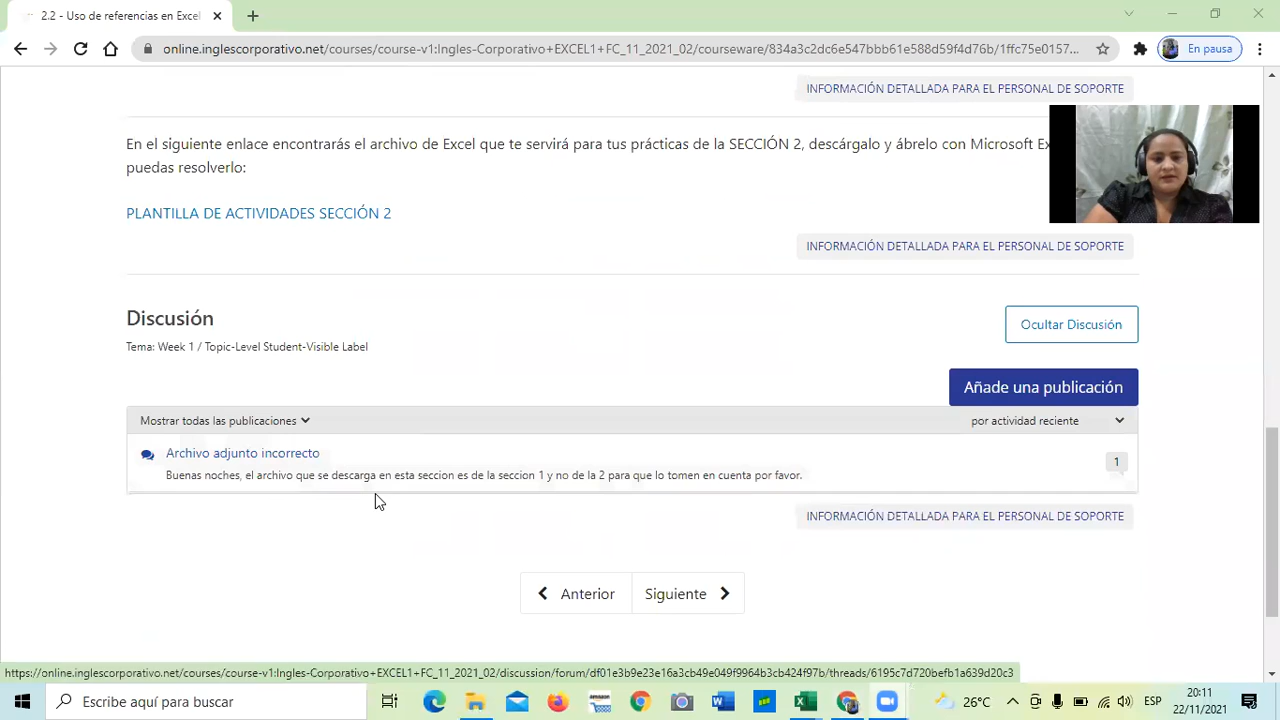 2.2 - Uso de referencias en Excel
En pausa
online.inglescorporativo.net/courses/course-v1:Ingles-Corporativo+EXCEL1+FC_11_2021_02/courseware/834a3c2dc6e547bbb61e588d59f4d76b/1ffc75e0157...
INFORMACIÓN DETALLADA PARA EL PERSONAL DE SOPORTE
En el siguiente enlace encontrarás el archivo de Excel que te servirá para tus prácticas de la SECCIÓN 2, descárgalo y ábrelo con Microsoft Ex
puedas resolverlo:
PLANTILLA DE ACTIVIDADES SECCIÓN 2
INFORMACIÓN DETALLADA PARA EL PERSONAL DE SOPORTE
Discusión
Ocultar Discusión
Tema: Week 1 / Topic-Level Student-Visible Label
Añade una publicación
Mostrar todas las publicaciones
por actividad reciente
Archivo adjunto incorrecto
1
Buenas noches, el archivo que se descarga en esta seccion es de la seccion 1 y no de la 2 para que lo tomen en cuenta por favor.
INFORMACIÓN DETALLADA PARA EL PERSONAL DE SOPORTE
Anterior
Siguiente
https://online.inglescorporativo.net/courses/course-v1:Ingles-Corporativo+EXCEL1+FC_11_2021_02/discussion/forum/df01e3b9e23e16a3cb49e049f9964b3cb424f97b/threads/6195c7d720befb1a639d20c3
Escribe aquí para buscar
amazon
26°C
ESP
20:11
22/11/2021